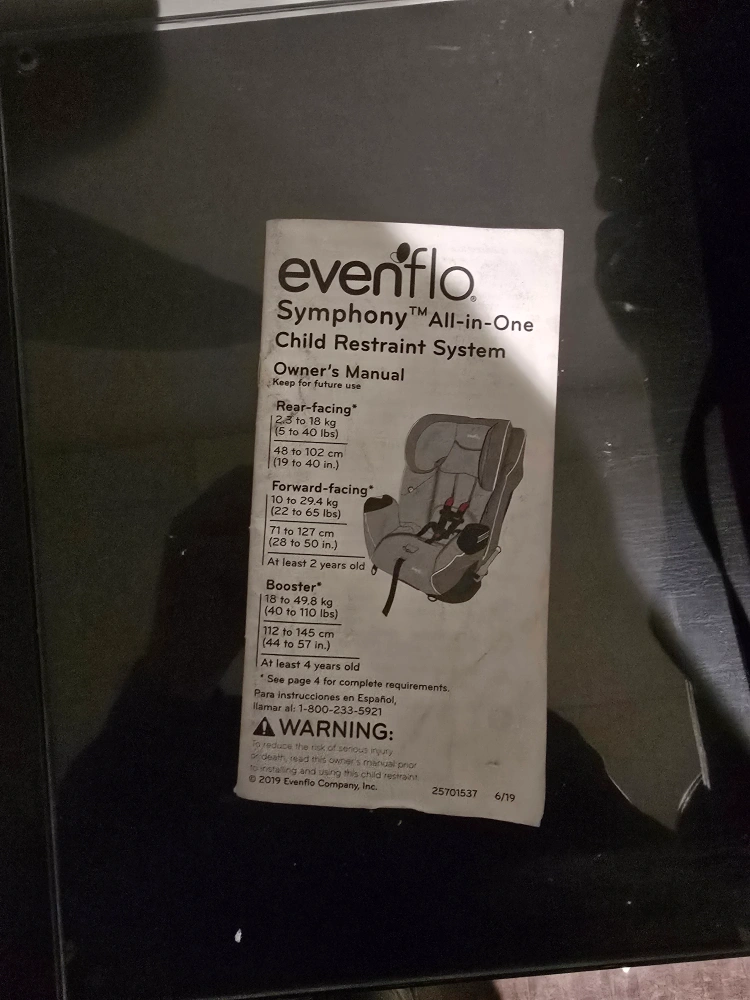 evenflo®
Symphony™ All-in-One
Child Restraint System
Owner's Manual
Keep for future use
Rear-facing*
2.3 to 18 kg
(5 to 40 lbs)
48 to 102 cm
(19 to 40 in.)
Forward-facing*
10 to 29.4 kg
(22 to 65 lbs)
71 to 127 cm
(28 to 50 in.)
At least 2 years old
Booster*
18 to 49.8 kg
(40 to 110 lbs)
112 to 145 cm
(44 to 57 in.)
At least 4 years old
* See page 4 for complete requirements.
Para instrucciones en Español,
llamar al: 1-800-233-5921
WARNING:
To reduce the risk of serious injury
or death, read this owner's manual prior
to installing and using this child restraint.
© 2019 Evenflo Company, Inc.
25701537 6/19